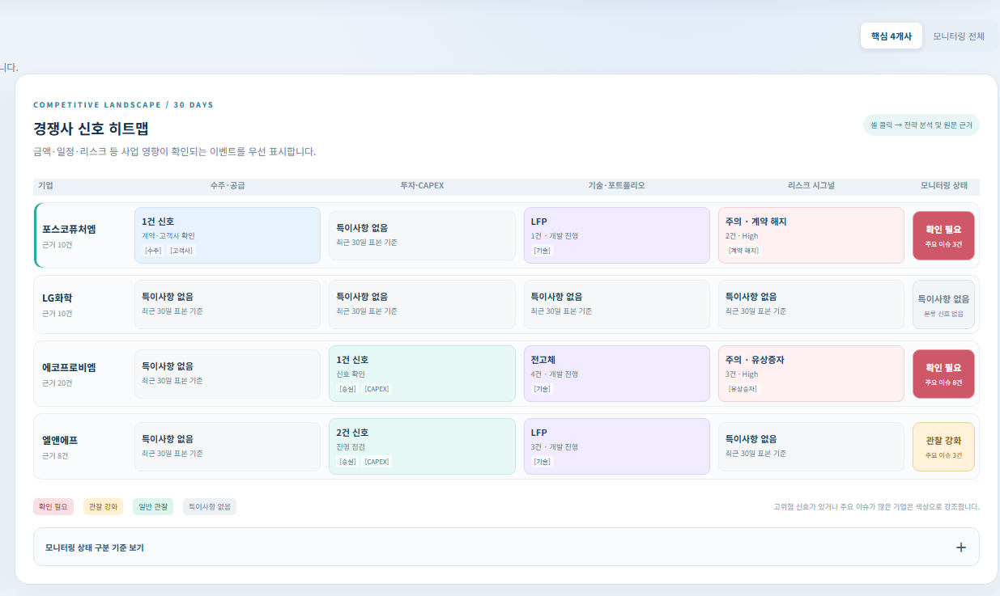 핵심 4개사
모니터링 전체
니다.
COMPETITIVE LANDSCAPE / 30 DAYS
경쟁사 신호 히트맵
셀 클릭 → 전략 분석 및 원문 근거
금액·일정·리스크 등 사업 영향이 확인되는 이벤트를 우선 표시합니다.
기업 수주·공급 투자·CAPEX 기술·포트폴리오 리스크 시그널 모니터링 상태
포스코퓨처엠
근거 10건
1건 신호
계약·고객사 확인
[수주] [고객사]
특이사항 없음
최근 30일 표본 기준
LFP
1건 · 개발 진행
[기술]
주의 · 계약 해지
2건 · High
[계약 해지]
확인 필요
주요 이슈 3건
LG화학
근거 10건
특이사항 없음
최근 30일 표본 기준
특이사항 없음
최근 30일 표본 기준
특이사항 없음
최근 30일 표본 기준
특이사항 없음
최근 30일 표본 기준
특이사항 없음
분류 신호 없음
에코프로비엠
근거 20건
특이사항 없음
최근 30일 표본 기준
1건 신호
신호 확인
[증설] [CAPEX]
전고체
4건 · 개발 진행
[기술]
주의 · 유상증자
3건 · High
[유상증자]
확인 필요
주요 이슈 8건
엘앤에프
근거 8건
특이사항 없음
최근 30일 표본 기준
2건 신호
진행 점검
[증설] [CAPEX]
LFP
3건 · 개발 진행
[기술]
특이사항 없음
최근 30일 표본 기준
관찰 강화
주요 이슈 3건
확인 필요 관찰 강화 일반 관찰 특이사항 없음
고위험 신호가 있거나 주요 이슈가 많은 기업은 색상으로 강조합니다.
모니터링 상태 구분 기준 보기 +